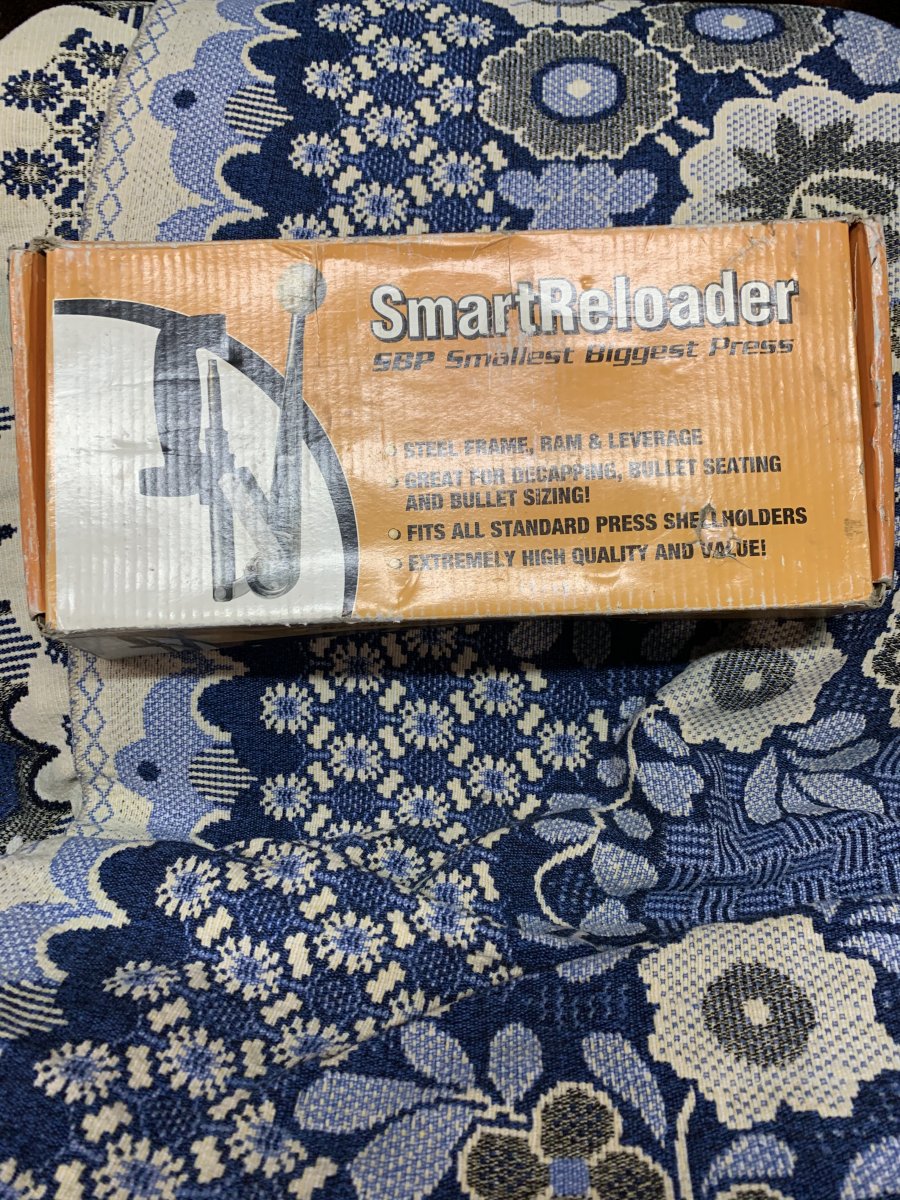 SmartReloader
SBP Smallest Biggest Press
STEEL FRAME, RAM & LEVERAGE
GREAT FOR DECAPPING, BULLET SEATING
AND BULLET SIZING!
FITS ALL STANDARD PRESS SHELLHOLDERS
EXTREMELY HIGH QUALITY AND VALUE!